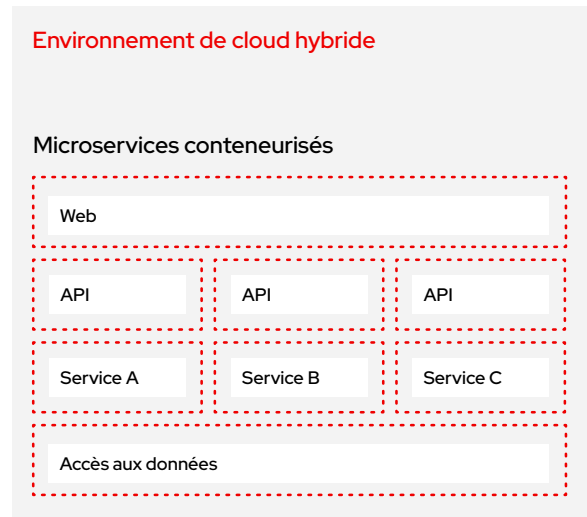 Environnement de cloud hybride
Microservices conteneurisés
Web
API API API
Service A Service B Service C
Accès aux données